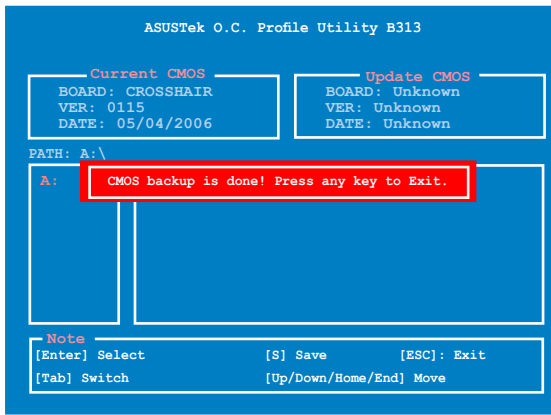 ASUSTek O.C. Profile Utility B313
Current CMOS
BOARD: CROSSHAIR
VER: 0115
DATE: 05/04/2006
Update CMOS
BOARD: Unknown
VER: Unknown
DATE: Unknown
PATH: A:\
A:
CMOS backup is done! Press any key to Exit.
Note
[Enter] Select [S] Save [ESC]: Exit
[Tab] Switch [Up/Down/Home/End] Move